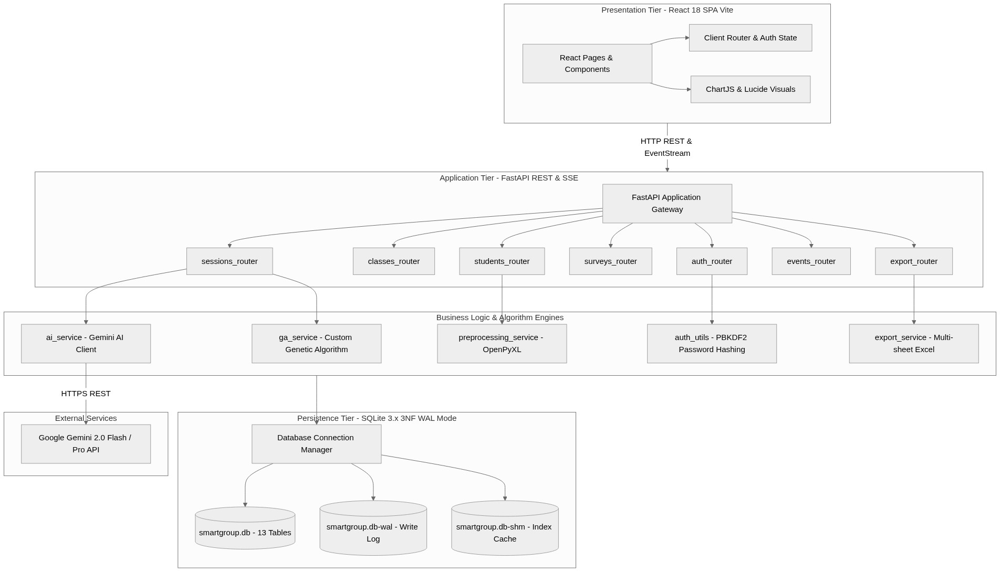 Presentation Tier - React 18 SPA Vite
Client Router & Auth State
React Pages &
Components
ChartJS & Lucide Visuals
HTTP REST &
EventStream
Application Tier - FastAPI REST & SSE
FastAPI Application
Gateway
sessions_router
classes_router
students_router
surveys_router
auth_router
events_router
export_router
Business Logic & Algorithm Engines
ai_service - Gemini AI
Client
ga_service - Custom
Genetic Algorithm
preprocessing_service -
OpenPyXL
auth_utils - PBKDF2
Password Hashing
export_service - Multi-
sheet Excel
HTTPS REST
External Services
Google Gemini 2.0 Flash /
Pro API
Persistence Tier - SQLite 3.x 3NF WAL Mode
Database Connection
Manager
smartgroup.db - 13 Tables
smartgroup.db-wal - Write
Log
smartgroup.db-shm - Index
Cache